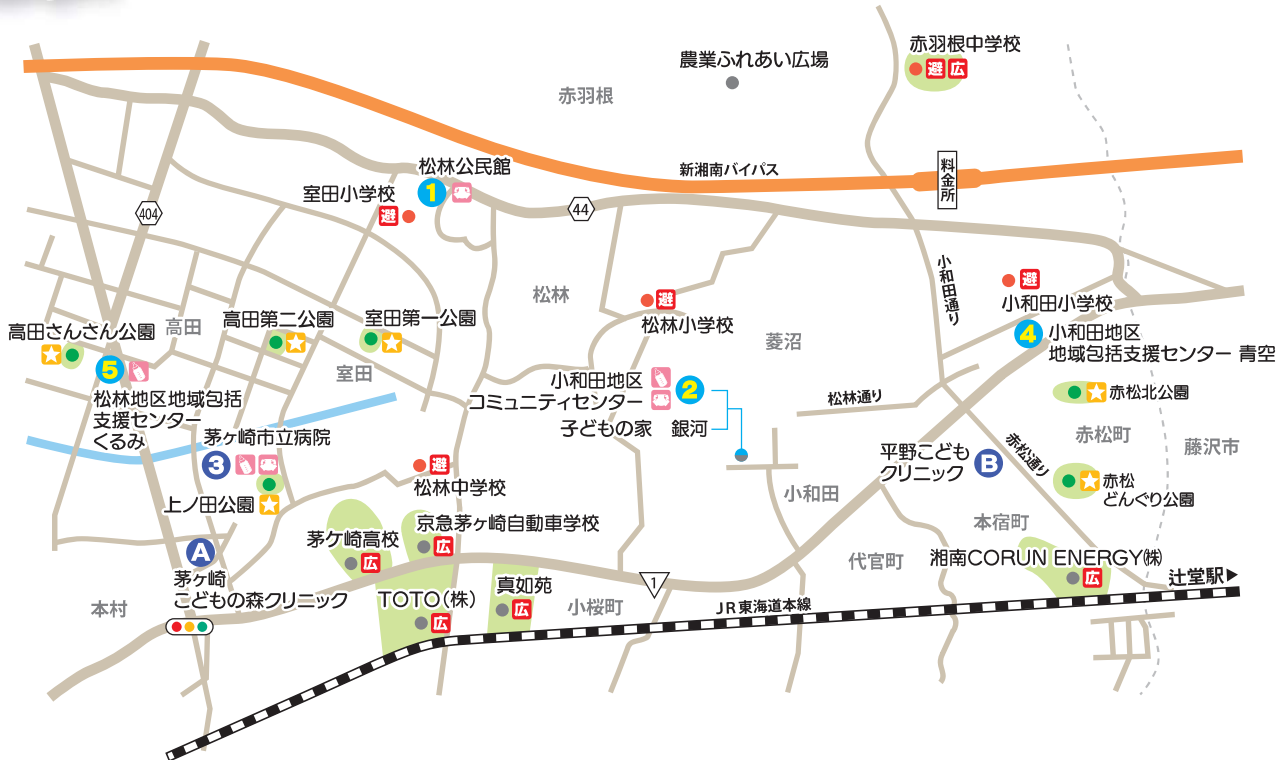 赤羽根中学校
避 広
農業ふれあい広場
赤羽根
新湘南バイパス
料金所
松林公民館
1
室田小学校
避
404
44
小和田通り
松林
避
松林小学校
避
小和田小学校
4
小和田地区
地域包括支援センター 青空
高田さんさん公園
高田
高田第二公園
室田第一公園
室田
菱沼
5
松林地区地域包括
支援センター
くるみ
小和田地区
コミュニティセンター
2
子どもの家 銀河
松林通り
赤松北公園
赤松町
藤沢市
茅ヶ崎市立病院
3
上ノ田公園
避
松林中学校
平野こども
クリニック
B
赤松通り
赤松
どんぐり公園
小和田
本宿町
A
茅ヶ崎
こどもの森クリニック
茅ケ崎高校
広
京急茅ヶ崎自動車学校
広
代官町
湘南CORUN ENERGY㈱
広
辻堂駅▶
本村
TOTO(株)
広
真如苑
広
小桜町
1
JR東海道本線